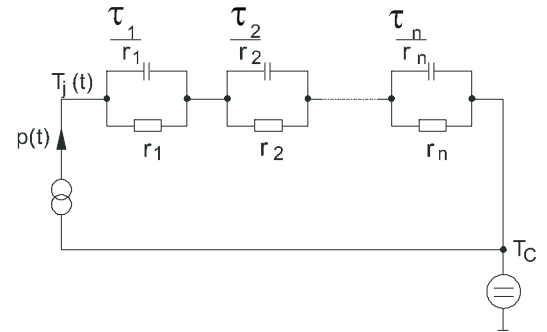 τ1/r1 τ2/r2 τn/rn
Tj (t)
p(t)
r1 r2 rn
TC